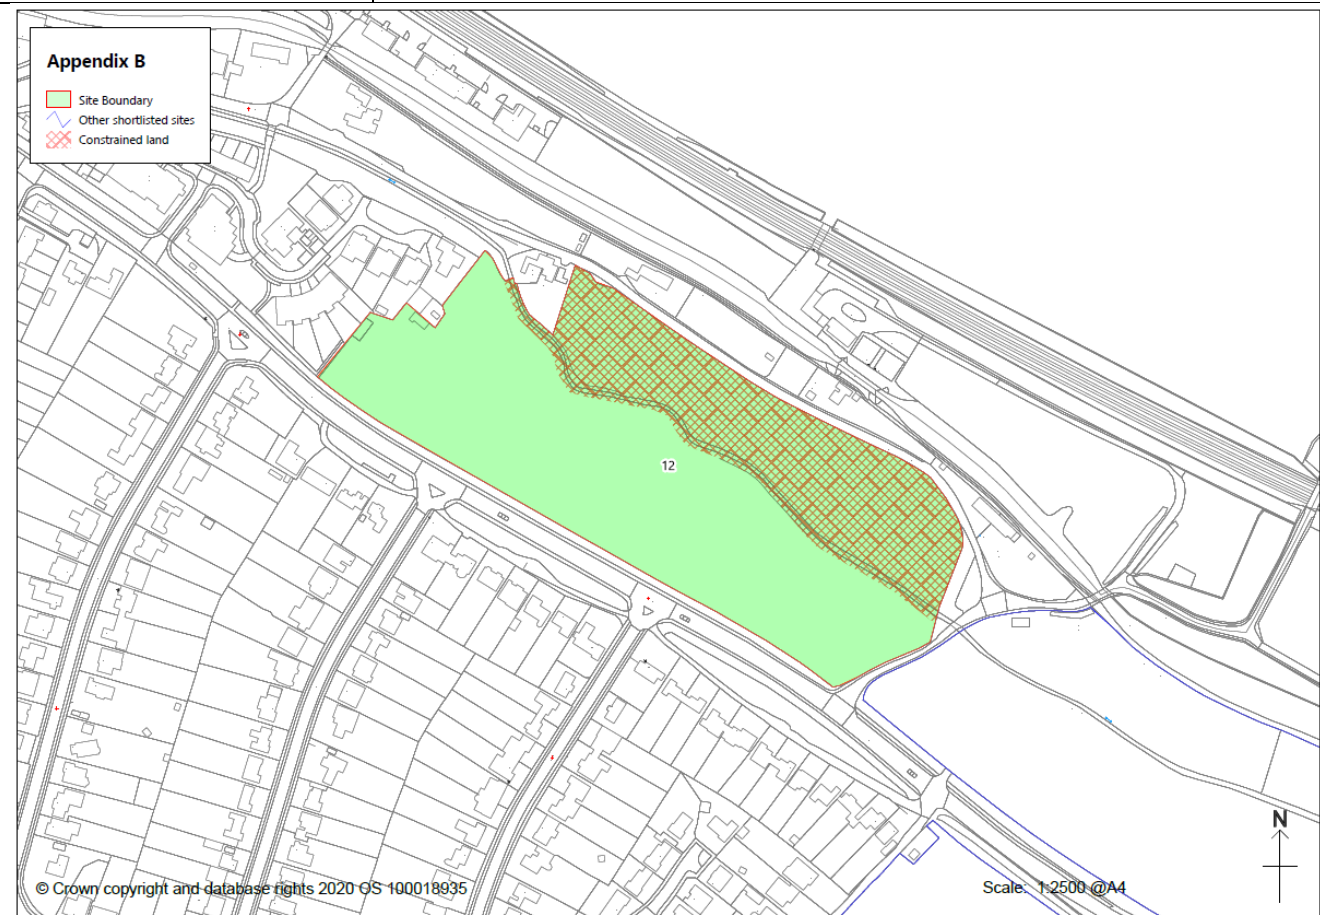 Appendix B
Site Boundary
Other shortlisted sites
Constrained land
12
N
© Crown copyright and database rights 2020 OS 100018935
Scale: 1:2500 @A4